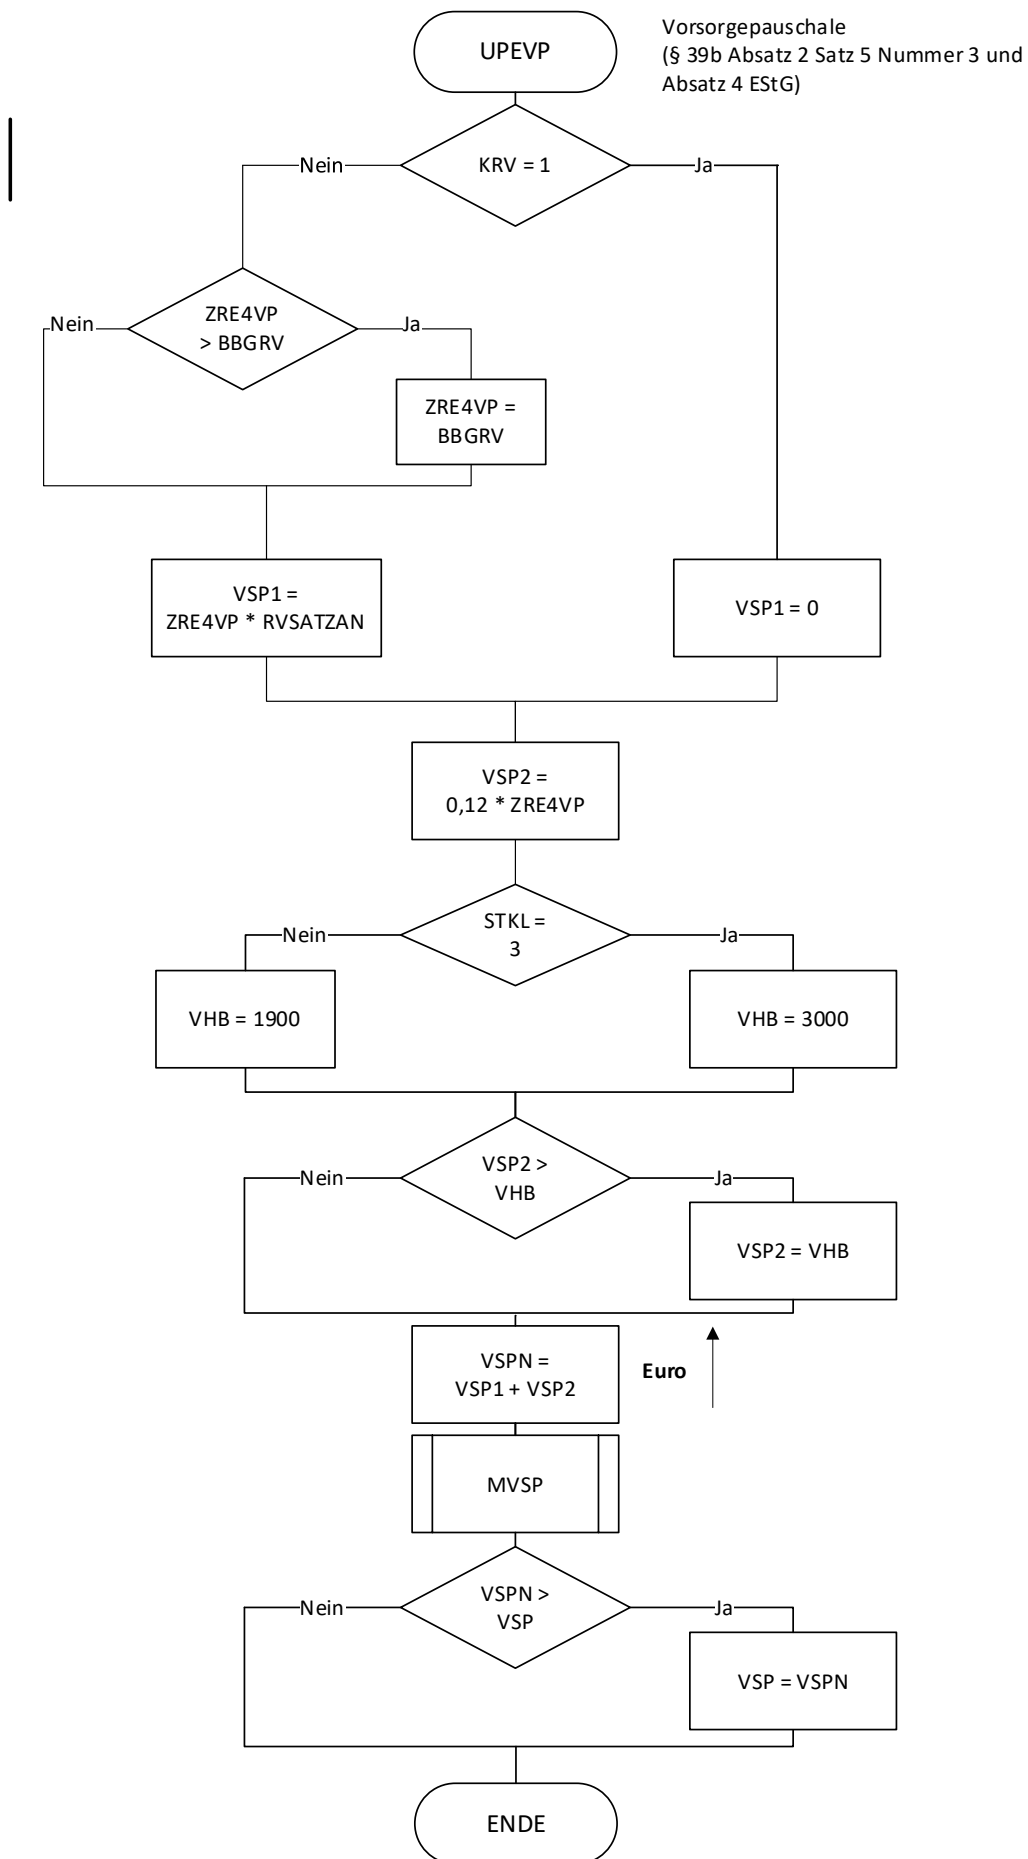 UPEVP
Vorsorgepauschale
(§ 39b Absatz 2 Satz 5 Nummer 3 und
Absatz 4 EStG)
KRV = 1
Nein
Ja
ZRE4VP
> BBGRV
Nein
Ja
ZRE4VP =
BBGRV
VSP1 =
ZRE4VP * RVSATZAN
VSP1 = 0
VSP2 =
0,12 * ZRE4VP
STKL =
3
Nein
Ja
VHB = 1900
VHB = 3000
VSP2 >
VHB
Nein
Ja
VSP2 = VHB
VSPN =
VSP1 + VSP2
Euro
MVSP
VSPN >
VSP
Nein
Ja
VSP = VSPN
ENDE